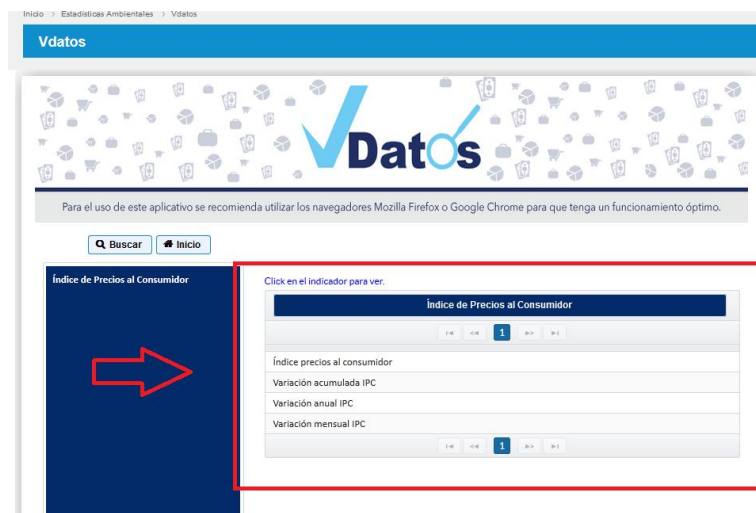 Inicio > Estadísticas Ambientales > Vdatos
Vdatos
VDatos
Para el uso de este aplicativo se recomienda utilizar los navegadores Mozilla Firefox o Google Chrome para que tenga un funcionamiento óptimo.
Buscar Inicio
Índice de Precios al Consumidor
Click en el indicador para ver.
Índice de Precios al Consumidor
1
Índice precios al consumidor
Variación acumulada IPC
Variación anual IPC
Variación mensual IPC
1